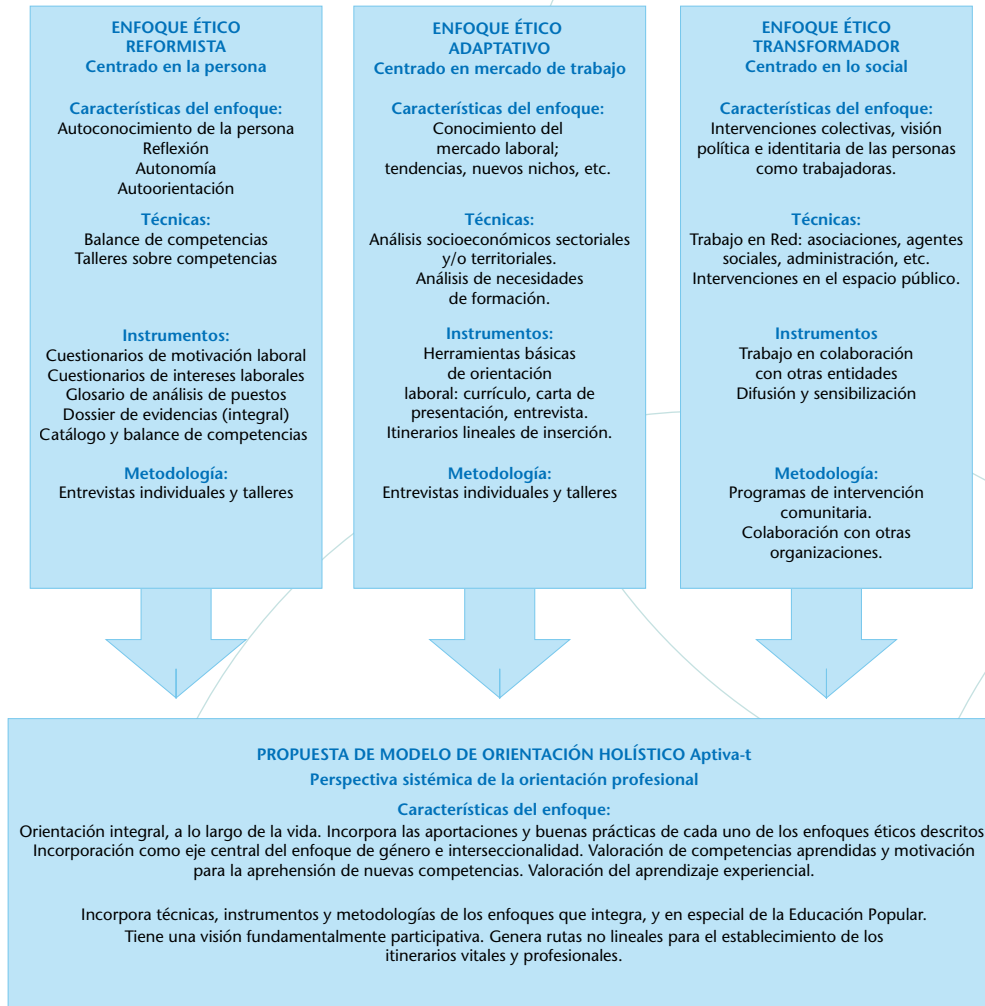 ENFOQUE ÉTICO
REFORMISTA
Centrado en la persona
Características del enfoque:
Autoconocimiento de la persona
Reflexión
Autonomía
Autoorientación
Técnicas:
Balance de competencias
Talleres sobre competencias
Instrumentos:
Cuestionarios de motivación laboral
Cuestionarios de intereses laborales
Glosario de análisis de puestos
Dossier de evidencias (integral)
Catálogo y balance de competencias
Metodología:
Entrevistas individuales y talleres
ENFOQUE ÉTICO
ADAPTATIVO
Centrado en mercado de trabajo
Características del enfoque:
Conocimiento del
mercado laboral;
tendencias, nuevos nichos, etc.
Técnicas:
Análisis socioeconómicos sectoriales
y/o territoriales.
Análisis de necesidades
de formación.
Instrumentos:
Herramientas básicas
de orientación
laboral: currículo, carta de
presentación, entrevista.
Itinerarios lineales de inserción.
Metodología:
Entrevistas individuales y talleres
ENFOQUE ÉTICO
TRANSFORMADOR
Centrado en lo social
Características del enfoque:
Intervenciones colectivas, visión
política e identitaria de las personas
como trabajadoras.
Técnicas:
Trabajo en Red: asociaciones, agentes
sociales, administración, etc.
Intervenciones en el espacio público.
Instrumentos
Trabajo en colaboración
con otras entidades
Difusión y sensibilización
Metodología:
Programas de intervención
comunitaria.
Colaboración con otras
organizaciones.
PROPUESTA DE MODELO DE ORIENTACIÓN HOLÍSTICO Aptiva-t
Perspectiva sistémica de la orientación profesional
Características del enfoque:
Orientación integral, a lo largo de la vida. Incorpora las aportaciones y buenas prácticas de cada uno de los enfoques éticos descritos
Incorporación como eje central del enfoque de género e interseccionalidad. Valoración de competencias aprendidas y motivación
para la aprehensión de nuevas competencias. Valoración del aprendizaje experiencial.
Incorpora técnicas, instrumentos y metodologías de los enfoques que integra, y en especial de la Educación Popular.
Tiene una visión fundamentalmente participativa. Genera rutas no lineales para el establecimiento de los
itinerarios vitales y profesionales.